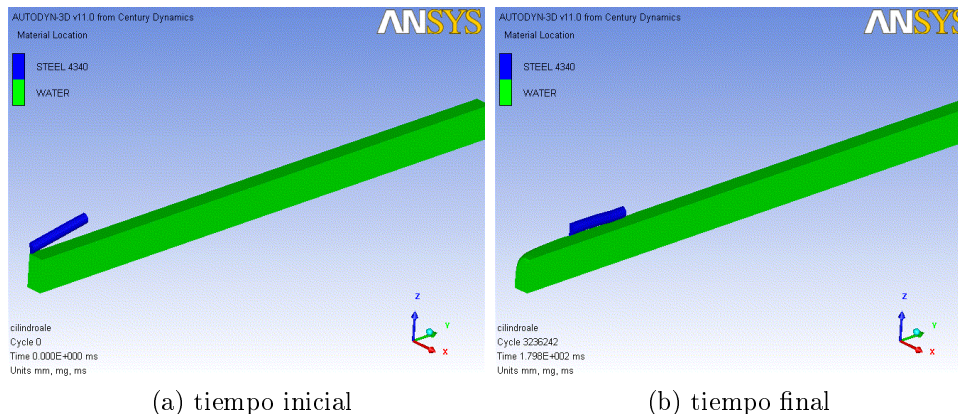 AUTODYN-3D v11.0 from Century Dynamics
ANSYS
Material Location
STEEL 4340
WATER
Z
Y
X
cilindroale
Cycle 0
Time 0.000E+000 ms
Units mm, mg, ms
(a) tiempo inicial
AUTODYN-3D v11.0 from Century Dynamics
ANSYS
Material Location
STEEL 4340
WATER
Z
Y
X
cilindroale
Cycle 3236242
Time 1.798E+002 ms
Units mm, mg, ms
(b) tiempo final